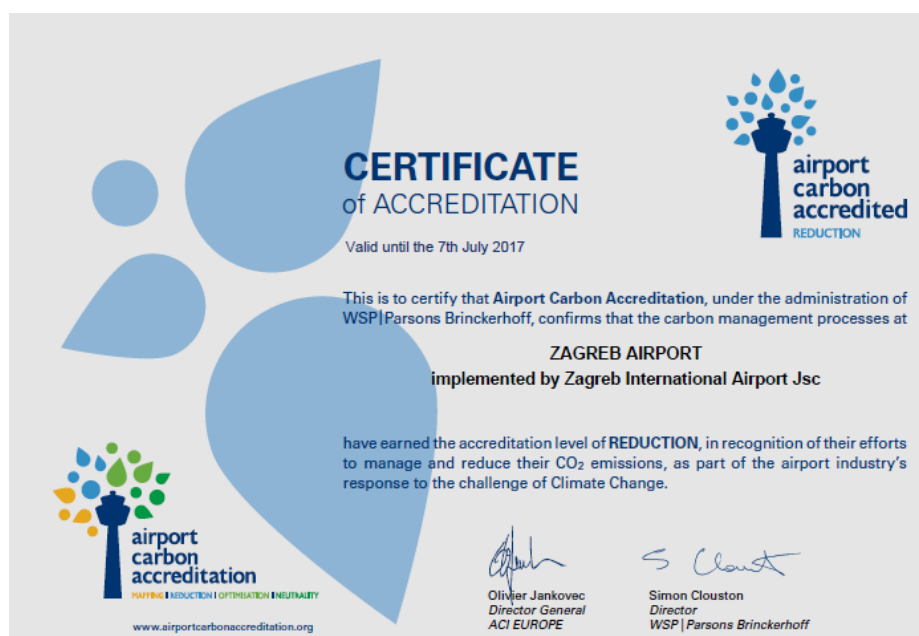 CERTIFICATE
of ACCREDITATION
Valid until the 7th July 2017
airport
carbon
accredited
REDUCTION
This is to certify that Airport Carbon Accreditation, under the administration of
WSP|Parsons Brinckerhoff, confirms that the carbon management processes at
ZAGREB AIRPORT
implemented by Zagreb International Airport Jsc
have earned the accreditation level of REDUCTION, in recognition of their efforts
to manage and reduce their CO₂ emissions, as part of the airport industry's
response to the challenge of Climate Change.
airport
carbon
accreditation
MAPPING | REDUCTION | OPTIMISATION | NEUTRALITY
www.airportcarbonaccreditation.org
S Clouston
Olivier Jankovec
Director General
ACI EUROPE
Simon Clouston
Director
WSP | Parsons Brinckerhoff